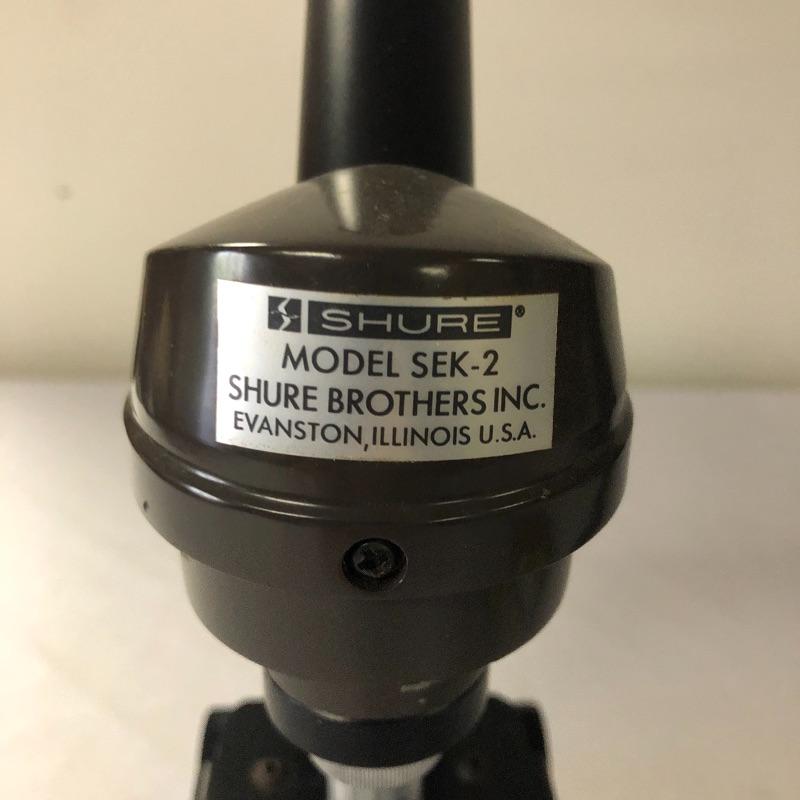 SHURE®
MODEL SEK-2
SHURE BROTHERS INC.
EVANSTON, ILLINOIS U.S.A.